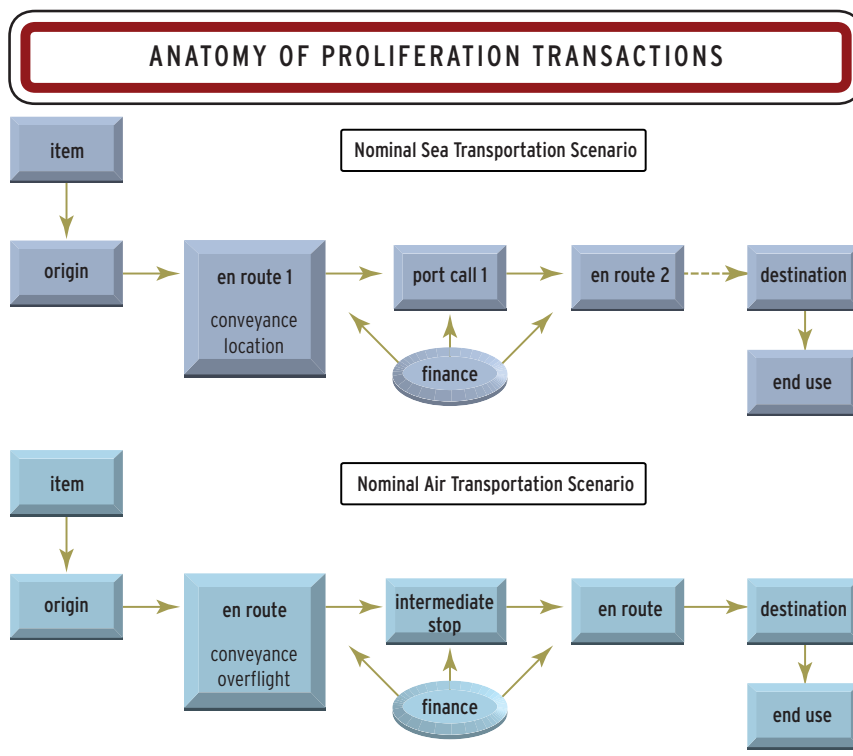 ANATOMY OF PROLIFERATION TRANSACTIONS
Nominal Sea Transportation Scenario
item
origin
en route 1
conveyance
location
port call 1
en route 2
destination
finance
end use
Nominal Air Transportation Scenario
item
origin
en route
conveyance
overflight
intermediate
stop
en route
destination
finance
end use